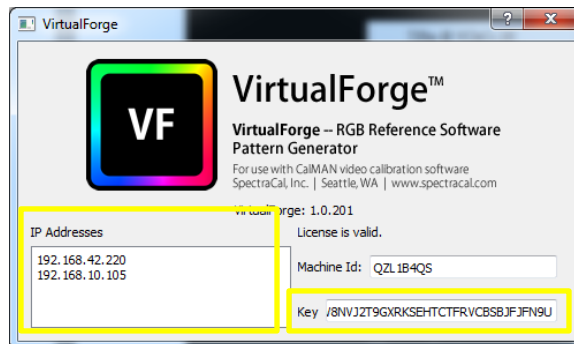 VirtualForge
VF
VirtualForge™
VirtualForge -- RGB Reference Software
Pattern Generator
For use with CalMAN video calibration software
SpectraCal, Inc. | Seattle, WA | www.spectracal.com
VirtualForge: 1.0.201
IP Addresses
License is valid.
192.168.42.220
192.168.10.105
Machine Id: QZL1B4QS
Key /8NVJ2T9GXRKSEHTCTFRVCBSBJFJFN9U